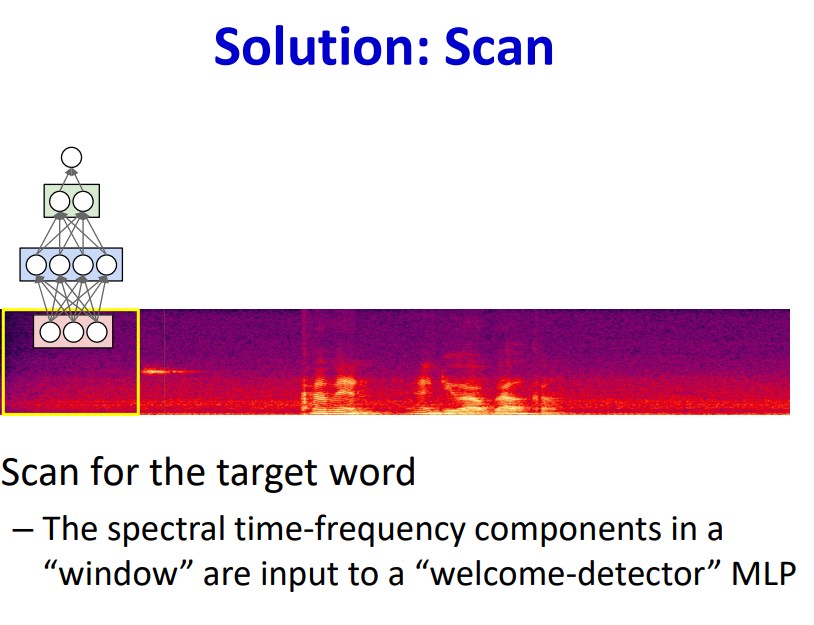 Solution: Scan
Scan for the target word
– The spectral time-frequency components in a
“window” are input to a “welcome-detector” MLP